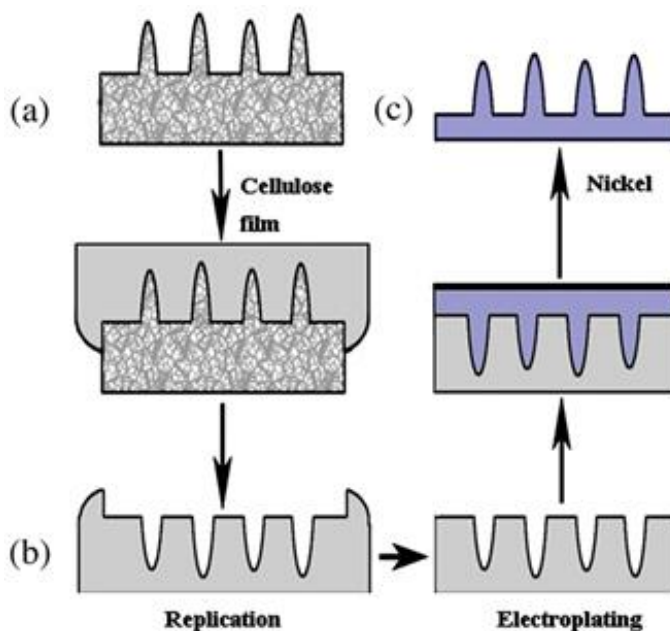 (a)
Cellulose
film
(b)
Replication
(c)
Nickel
Electroplating